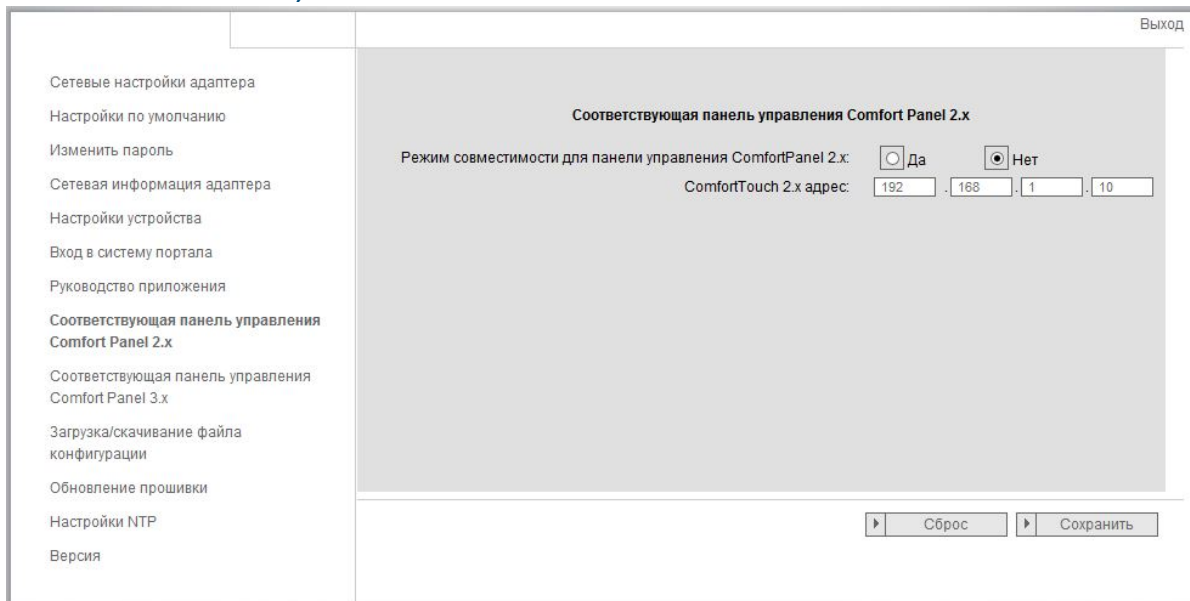 Выход
Сетевые настройки адаптера
Настройки по умолчанию
Изменить пароль
Сетевая информация адаптера
Настройки устройства
Вход в систему портала
Руководство приложения
Соответствующая панель управления
Comfort Panel 2.x
Соответствующая панель управления
Comfort Panel 3.x
Загрузка/скачивание файла
конфигурации
Обновление прошивки
Настройки NTP
Версия
Соответствующая панель управления Comfort Panel 2.x
Режим совместимости для панели управления ComfortPanel 2.x: Да Нет
ComfortTouch 2.x адрес: 192 . 168 . 1 . 10
Сброс Сохранить